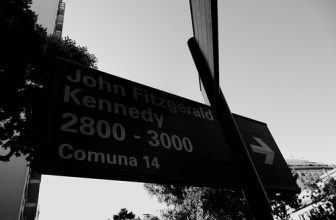 John Fitzgerald
Kennedy
2800 - 3000
Comuna 14